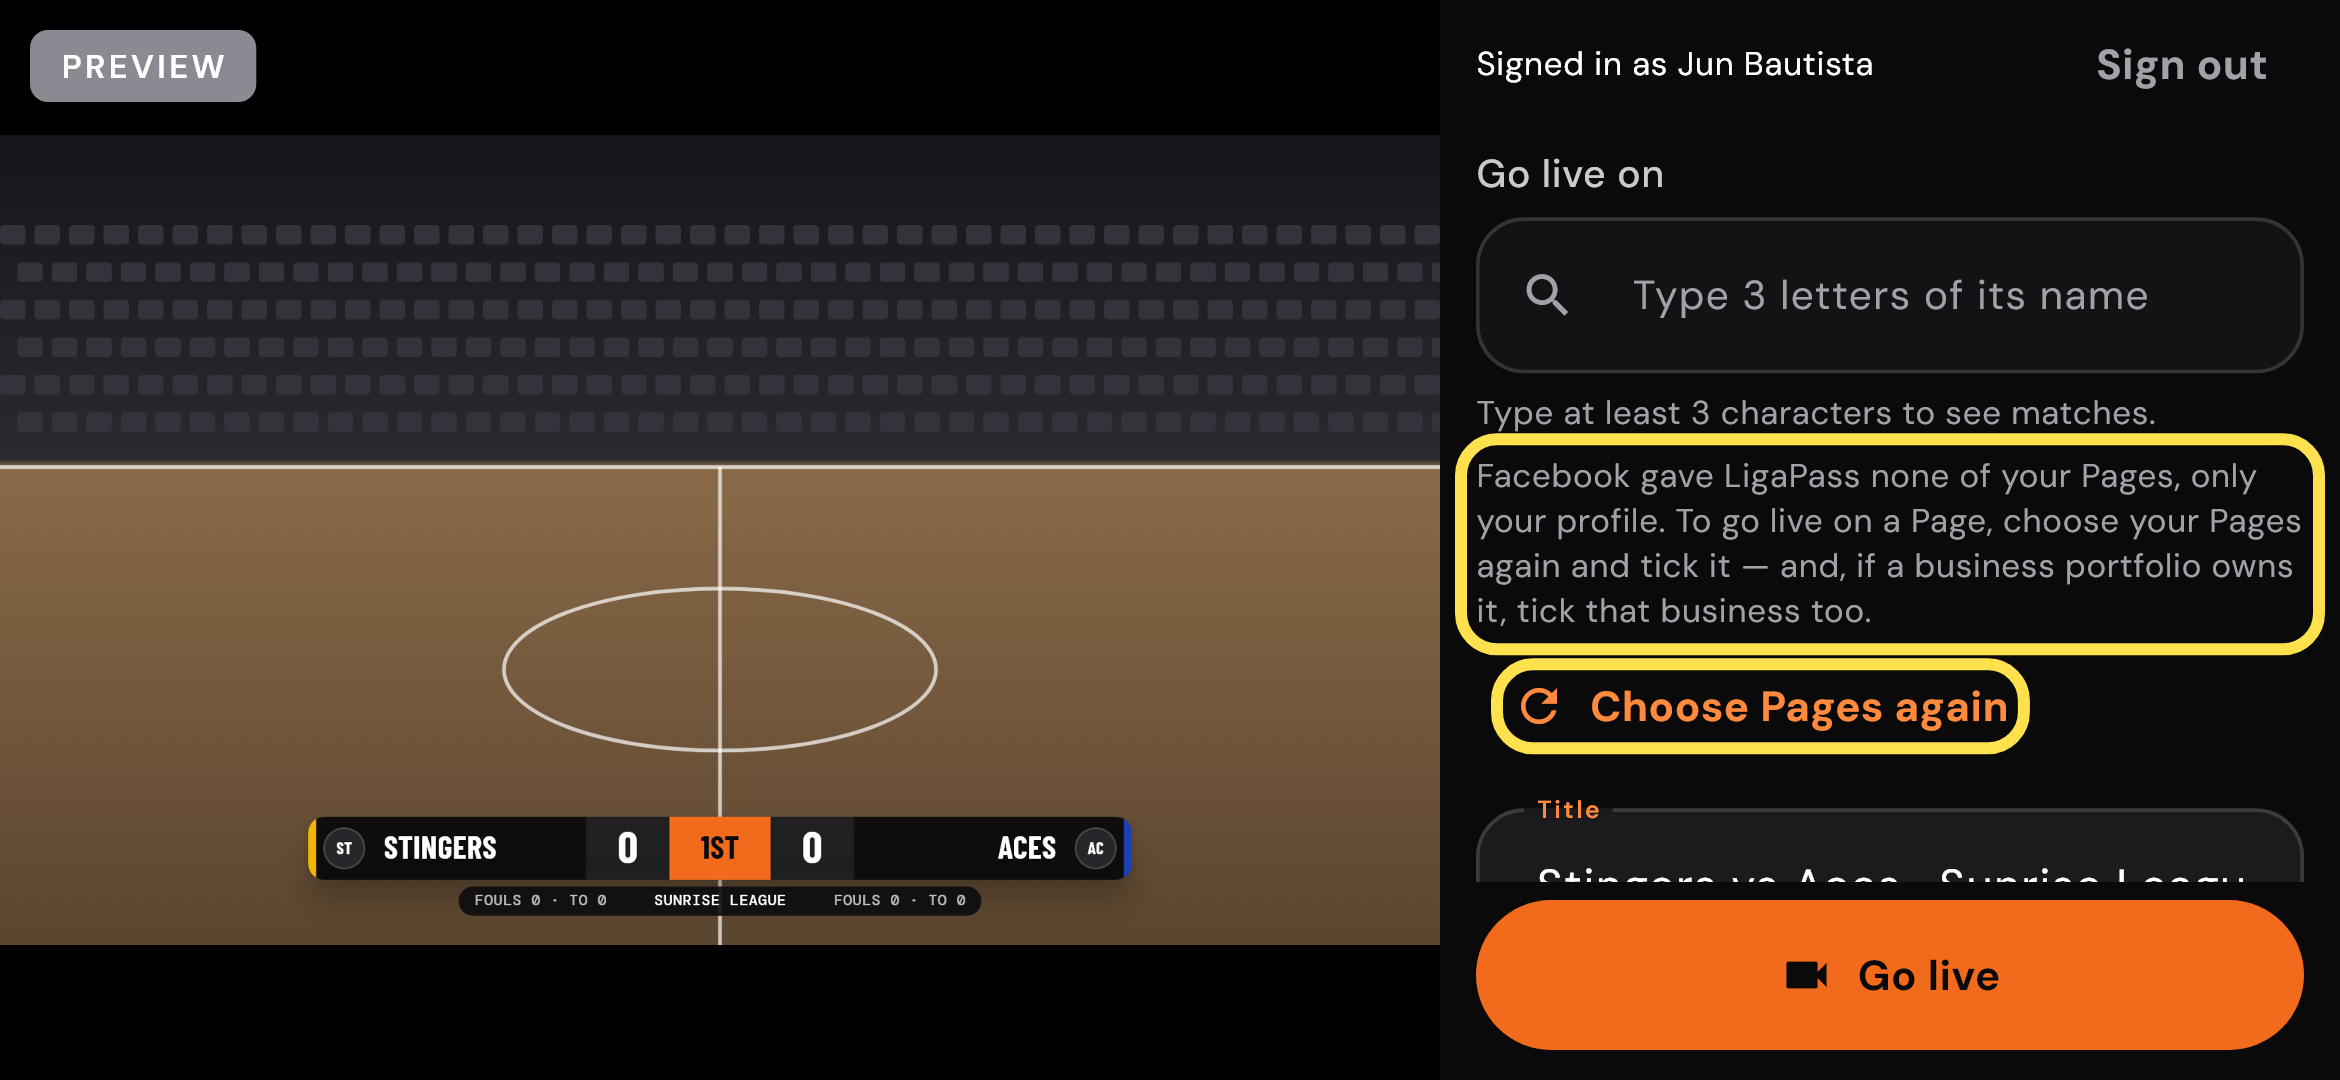 PREVIEW
Signed in as Jun Bautista
Sign out
Go live on
Type 3 letters of its name
Type at least 3 characters to see matches.
Facebook gave LigaPass none of your Pages, only
your profile. To go live on a Page, choose your Pages
again and tick it — and, if a business portfolio owns
it, tick that business too.
Choose Pages again
Title
Stingers vs Aces
Go live
ST STINGERS 0 1ST 0 ACES AC
FOULS 0 · TO 0 SUNRISE LEAGUE FOULS 0 · TO 0